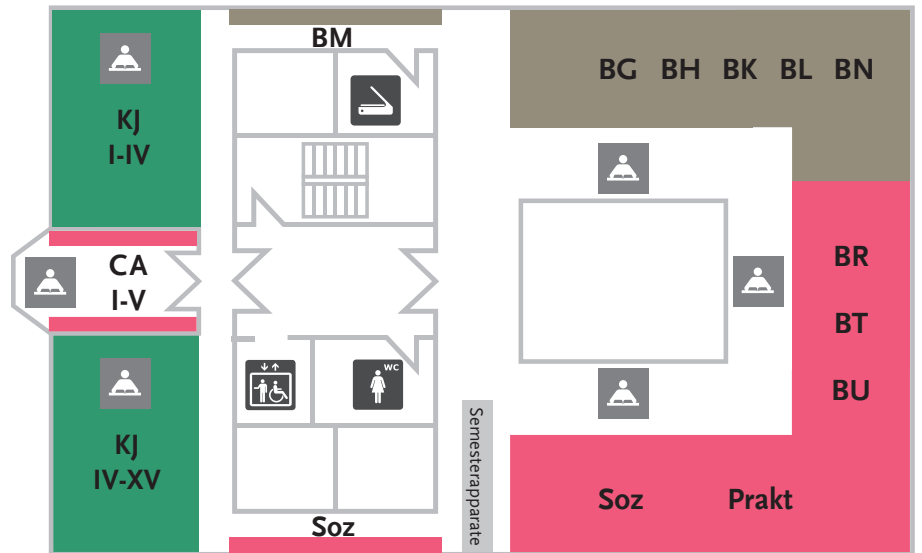 BM
BG BH BK BL BN
KJ
I-IV
CA
I-V
BR
BT
BU
WC
KJ
IV-XV
Semesterapparate
Soz
Soz Prakt